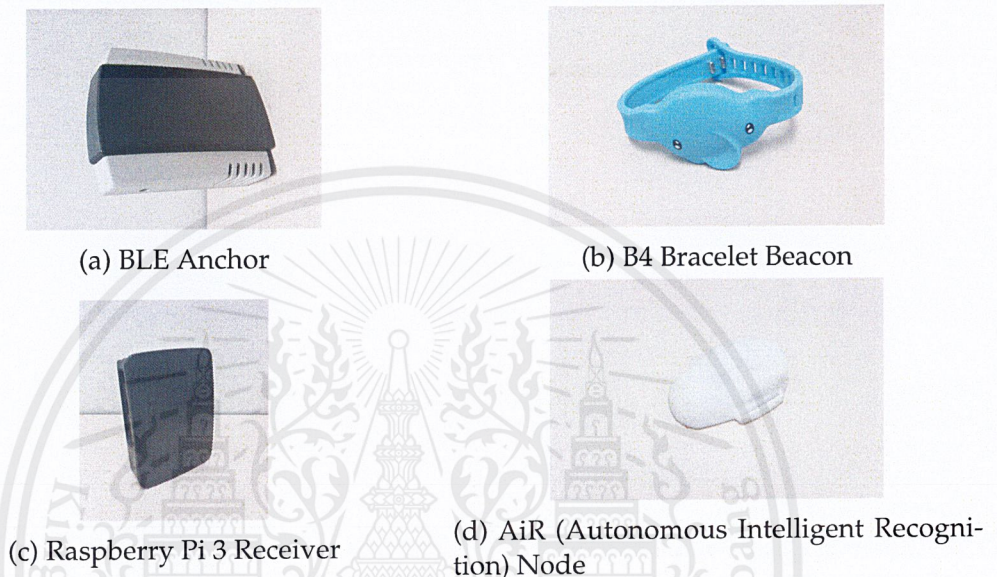 (a) BLE Anchor
(b) B4 Bracelet Beacon
(c) Raspberry Pi 3 Receiver
(d) AiR (Autonomous Intelligent Recogni-
tion) Node